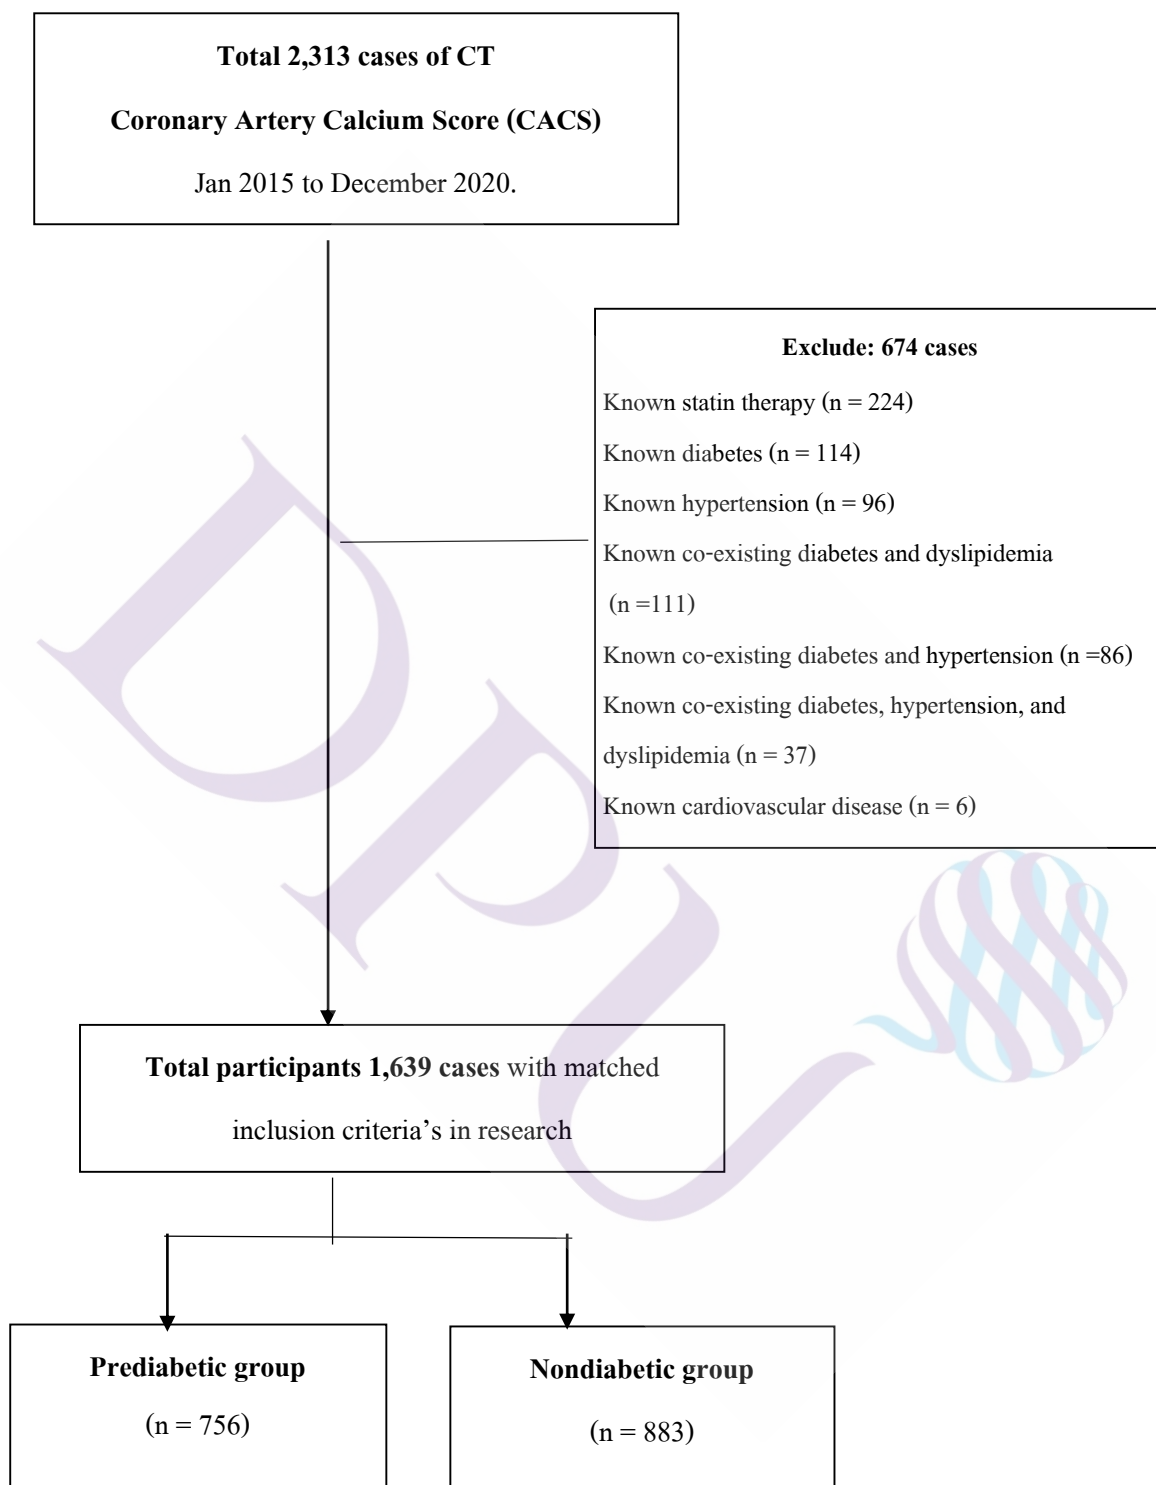 Total 2,313 cases of CT
Coronary Artery Calcium Score (CACS)
Jan 2015 to December 2020.
Exclude: 674 cases
Known statin therapy (n = 224)
Known diabetes (n = 114)
Known hypertension (n = 96)
Known co-existing diabetes and dyslipidemia
(n =111)
Known co-existing diabetes and hypertension (n =86)
Known co-existing diabetes, hypertension, and
dyslipidemia (n = 37)
Known cardiovascular disease (n = 6)
DPU
Total participants 1,639 cases with matched
inclusion criteria’s in research
Prediabetic group
(n = 756)
Nondiabetic group
(n = 883)